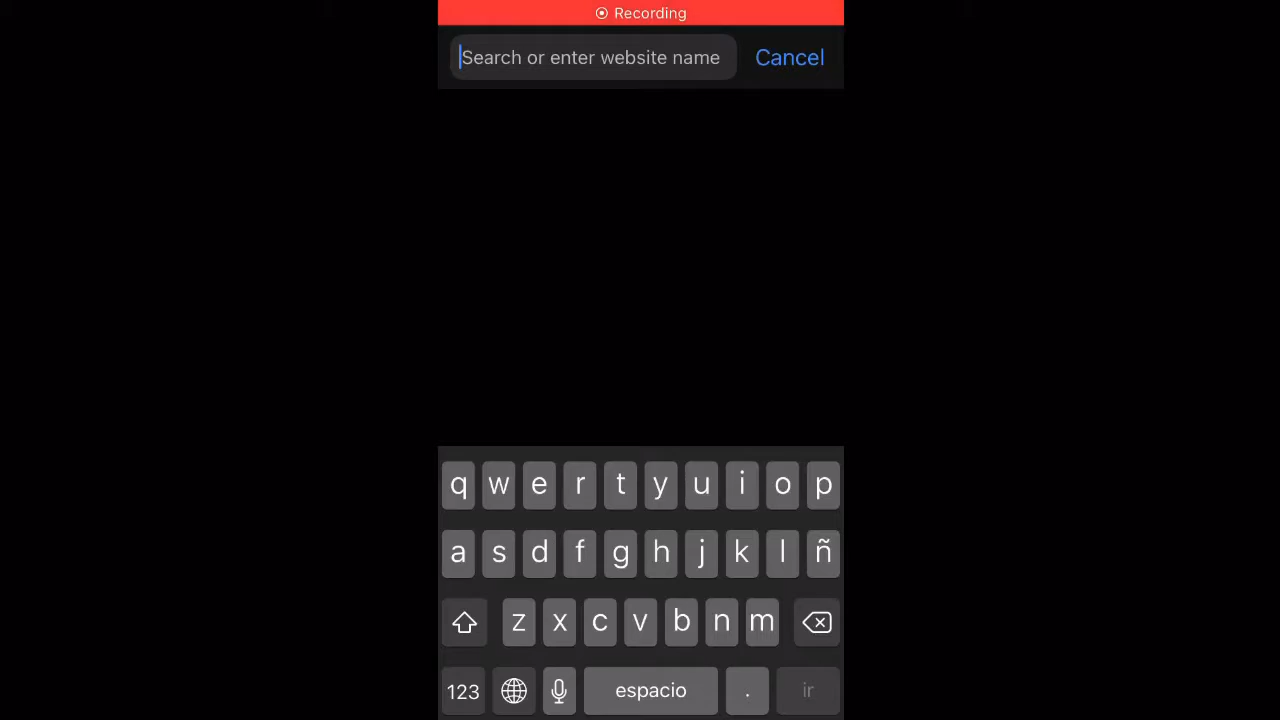 Recording
Search or enter website name Cancel
q w e r t y u i o p
a s d f g h j k l ñ
z x c v b n m
123 espacio . ir